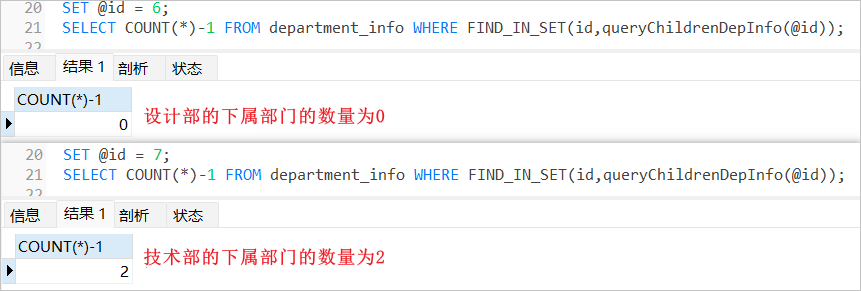 20 SET @id = 6;
21 SELECT COUNT(*)-1 FROM department_info WHERE FIND_IN_SET(id,queryChildrenDepInfo(@id));
22
信息 结果 1 剖析 状态
COUNT(*)-1
0
设计部的下属部门的数量为0
20 SET @id = 7;
21 SELECT COUNT(*)-1 FROM department_info WHERE FIND_IN_SET(id,queryChildrenDepInfo(@id));
22
信息 结果 1 剖析 状态
COUNT(*)-1
2
技术部的下属部门的数量为2